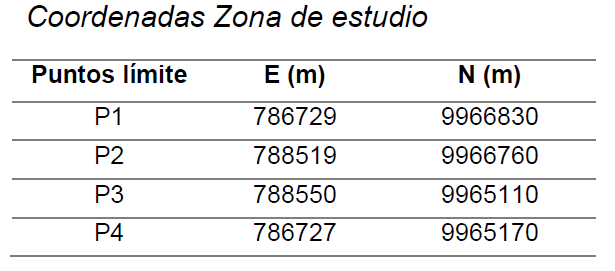 Coordenadas Zona de estudio
Puntos límite E (m) N (m)
P1 786729 9966830
P2 788519 9966760
P3 788550 9965110
P4 786727 9965170